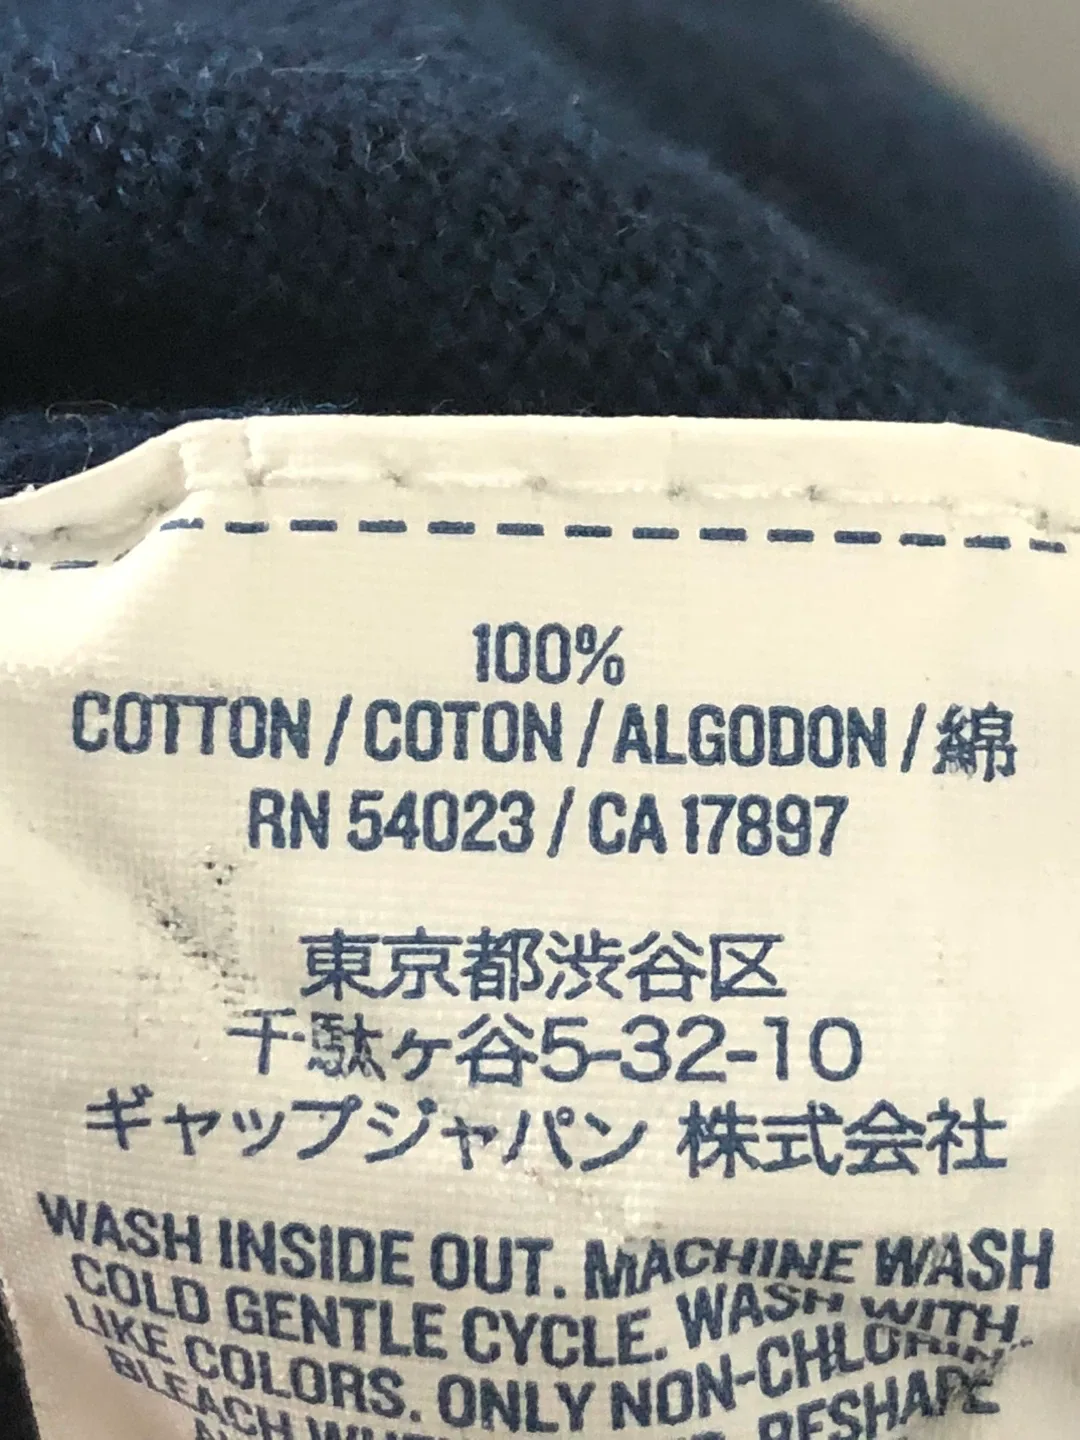 100%
COTTON / COTON / ALGODON / 綿
RN 54023 / CA 17897
東京都渋谷区
千駄ヶ谷5-32-10
ギャップジャパン 株式会社
WASH INSIDE OUT. MACHINE WASH
COLD GENTLE CYCLE. WASH WITH
LIKE COLORS. ONLY NON-CHLORINE
BLEACH RESHAPE